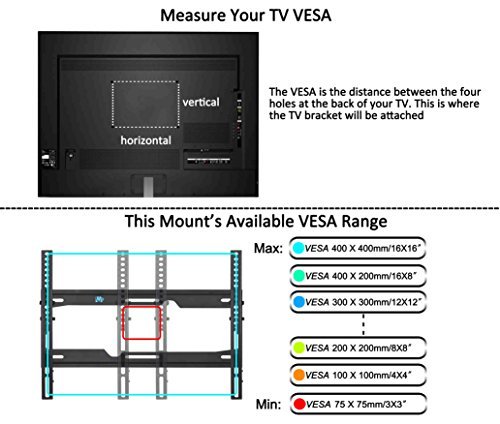 Measure Your TV VESA
vertical
horizontal
The VESA is the distance between the four
holes at the back of your TV. This is where
the TV bracket will be attached
This Mount's Available VESA Range
Max:
VESA 400 X 400mm/16X16"
VESA 400 X 200mm/16X8"
VESA 300 X 300mm/12X12"
VESA 200 X 200mm/8X8"
VESA 100 X 100mm/4X4"
Min:
VESA 75 X 75mm/3X3"